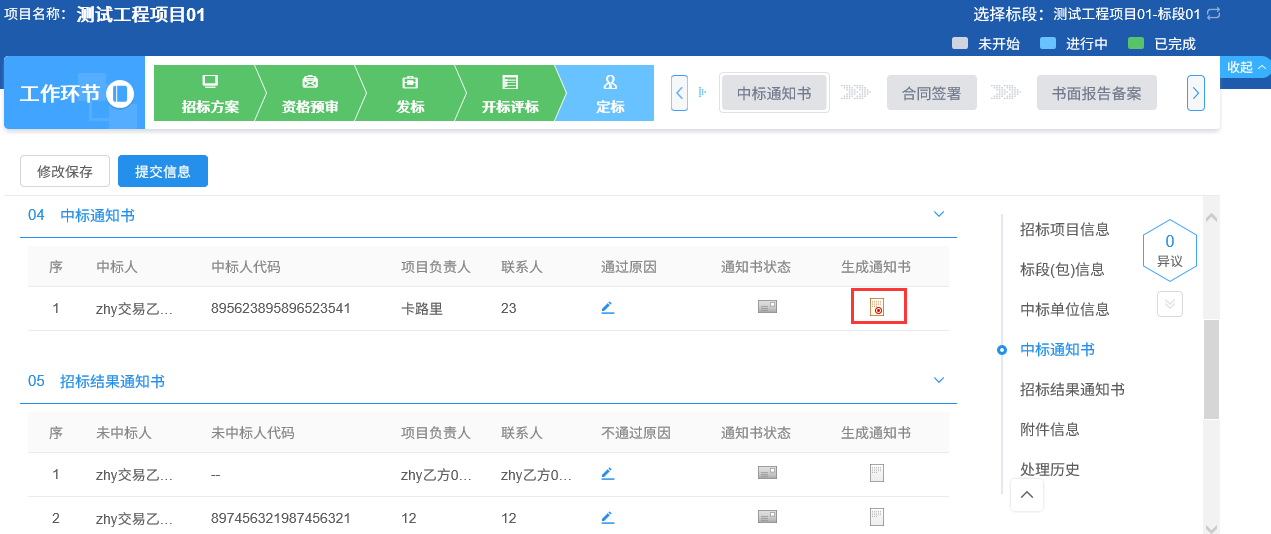 项目名称： 测试工程项目01
选择标段：测试工程项目01-标段01
未开始 进行中 已完成
收起
工作环节
招标方案 资格预审 发标 开标评标 定标
中标通知书 合同签署 书面报告备案
修改保存 提交信息
04 中标通知书
序 中标人 中标人代码 项目负责人 联系人 通过原因 通知书状态 生成通知书
1 zhy交易乙... 895623895896523541 卡路里 23
05 招标结果通知书
序 未中标人 未中标人代码 项目负责人 联系人 不通过原因 通知书状态 生成通知书
1 zhy交易乙... -- zhy乙方0... zhy乙方0...
2 zhy交易乙... 897456321987456321 12 12
招标项目信息
标段(包)信息
中标单位信息
中标通知书
招标结果通知书
附件信息
处理历史
0
异议